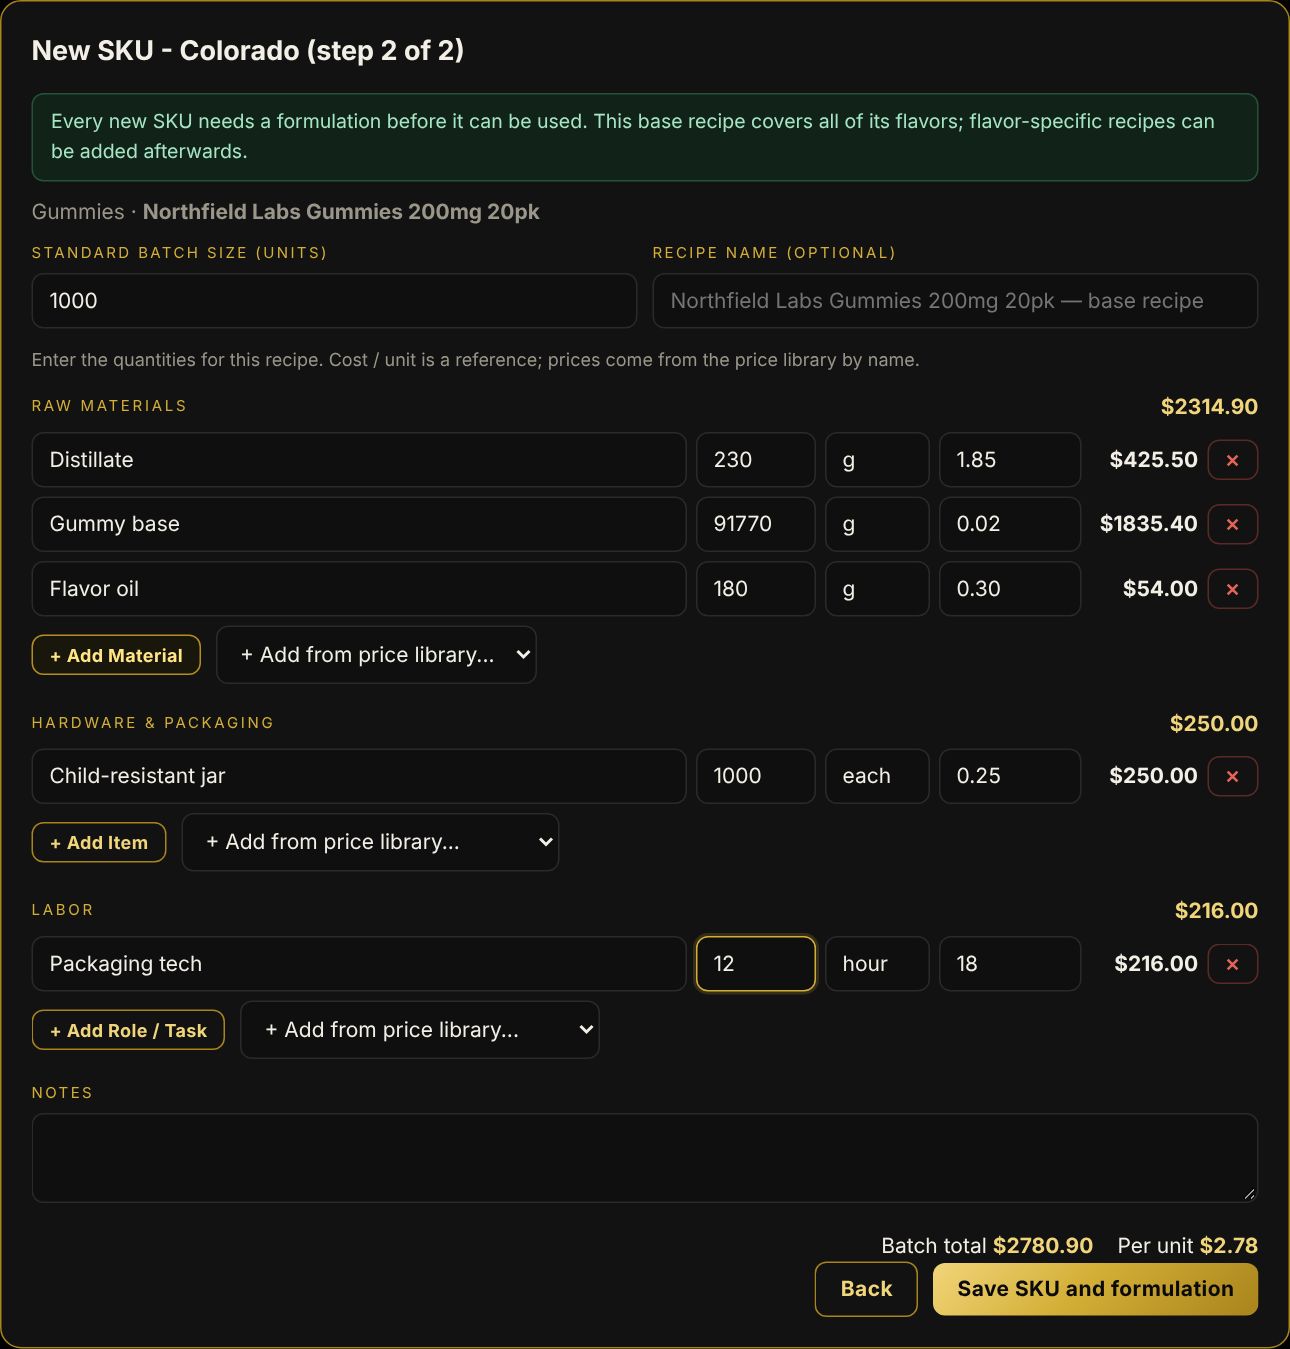 New SKU - Colorado (step 2 of 2)
Every new SKU needs a formulation before it can be used. This base recipe covers all of its flavors; flavor-specific recipes can
be added afterwards.
Gummies · Northfield Labs Gummies 200mg 20pk
STANDARD BATCH SIZE (UNITS) RECIPE NAME (OPTIONAL)
1000 Northfield Labs Gummies 200mg 20pk — base recipe
Enter the quantities for this recipe. Cost / unit is a reference; prices come from the price library by name.
RAW MATERIALS $2314.90
Distillate 230 g 1.85 $425.50 ×
Gummy base 91770 g 0.02 $1835.40 ×
Flavor oil 180 g 0.30 $54.00 ×
+ Add Material + Add from price library...
HARDWARE & PACKAGING $250.00
Child-resistant jar 1000 each 0.25 $250.00 ×
+ Add Item + Add from price library...
LABOR $216.00
Packaging tech 12 hour 18 $216.00 ×
+ Add Role / Task + Add from price library...
NOTES
Batch total $2780.90 Per unit $2.78
Back Save SKU and formulation